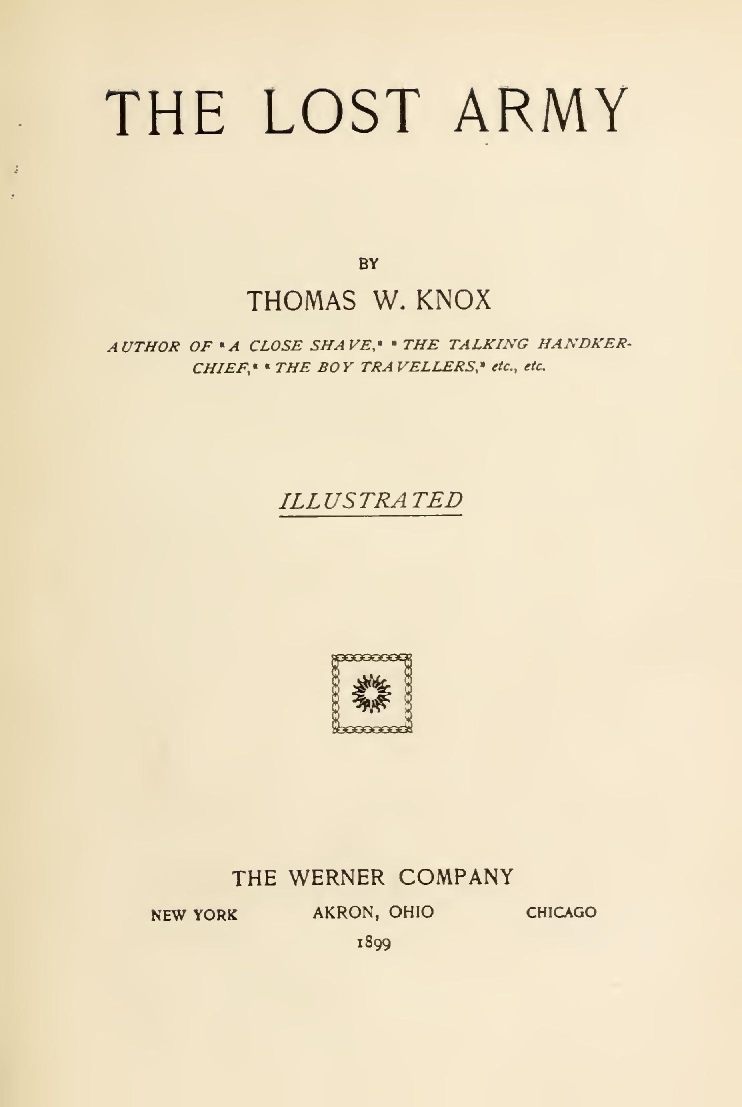 THE LOST ARMY
BY
THOMAS W. KNOX
AUTHOR OF "A CLOSE SHAVE," "THE TALKING HANDKER-
CHIEF," "THE BOY TRAVELLERS," etc., etc.
ILLUSTRATED
THE WERNER COMPANY
NEW YORK AKRON, OHIO CHICAGO
1899